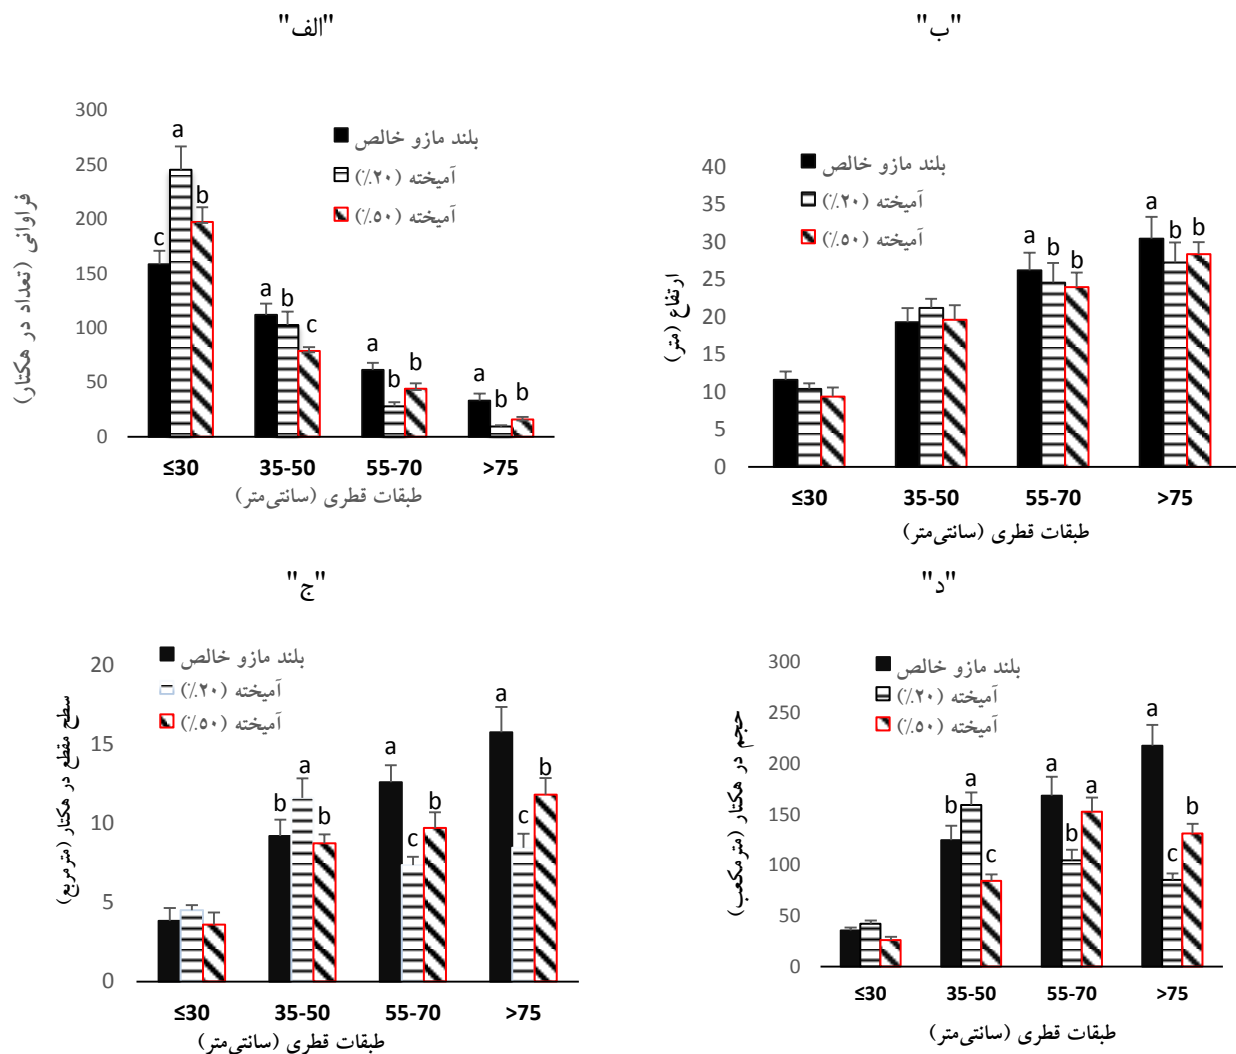 "الف"
300
250
200
150
100
50
0
فراوانی (تعداد در هکتار)
بلند مازو خالص
آمیخته (۲۰٪)
آمیخته (۵۰٪)
c a b
a b c
a b b
a b b
≤30 35-50 55-70 >75
طبقات قطری (سانتی‌متر)
"ب"
40
35
30
25
20
15
10
5
0
ارتفاع (متر)
بلند مازو خالص
آمیخته (۲۰٪)
آمیخته (۵۰٪)
a b b
a b b
≤30 35-50 55-70 >75
طبقات قطری (سانتی‌متر)
"ج"
20
15
10
5
0
سطح مقطع در هکتار (مترمربع)
بلند مازو خالص
آمیخته (۲۰٪)
آمیخته (۵۰٪)
b a b
a c b
a c b
≤30 35-50 55-70 >75
طبقات قطری (سانتی‌متر)
"د"
300
250
200
150
100
50
0
حجم در هکتار (مترمکعب)
بلند مازو خالص
آمیخته (۲۰٪)
آمیخته (۵۰٪)
b a c
a b a
a c b
≤30 35-50 55-70 >75
طبقات قطری (سانتی‌متر)